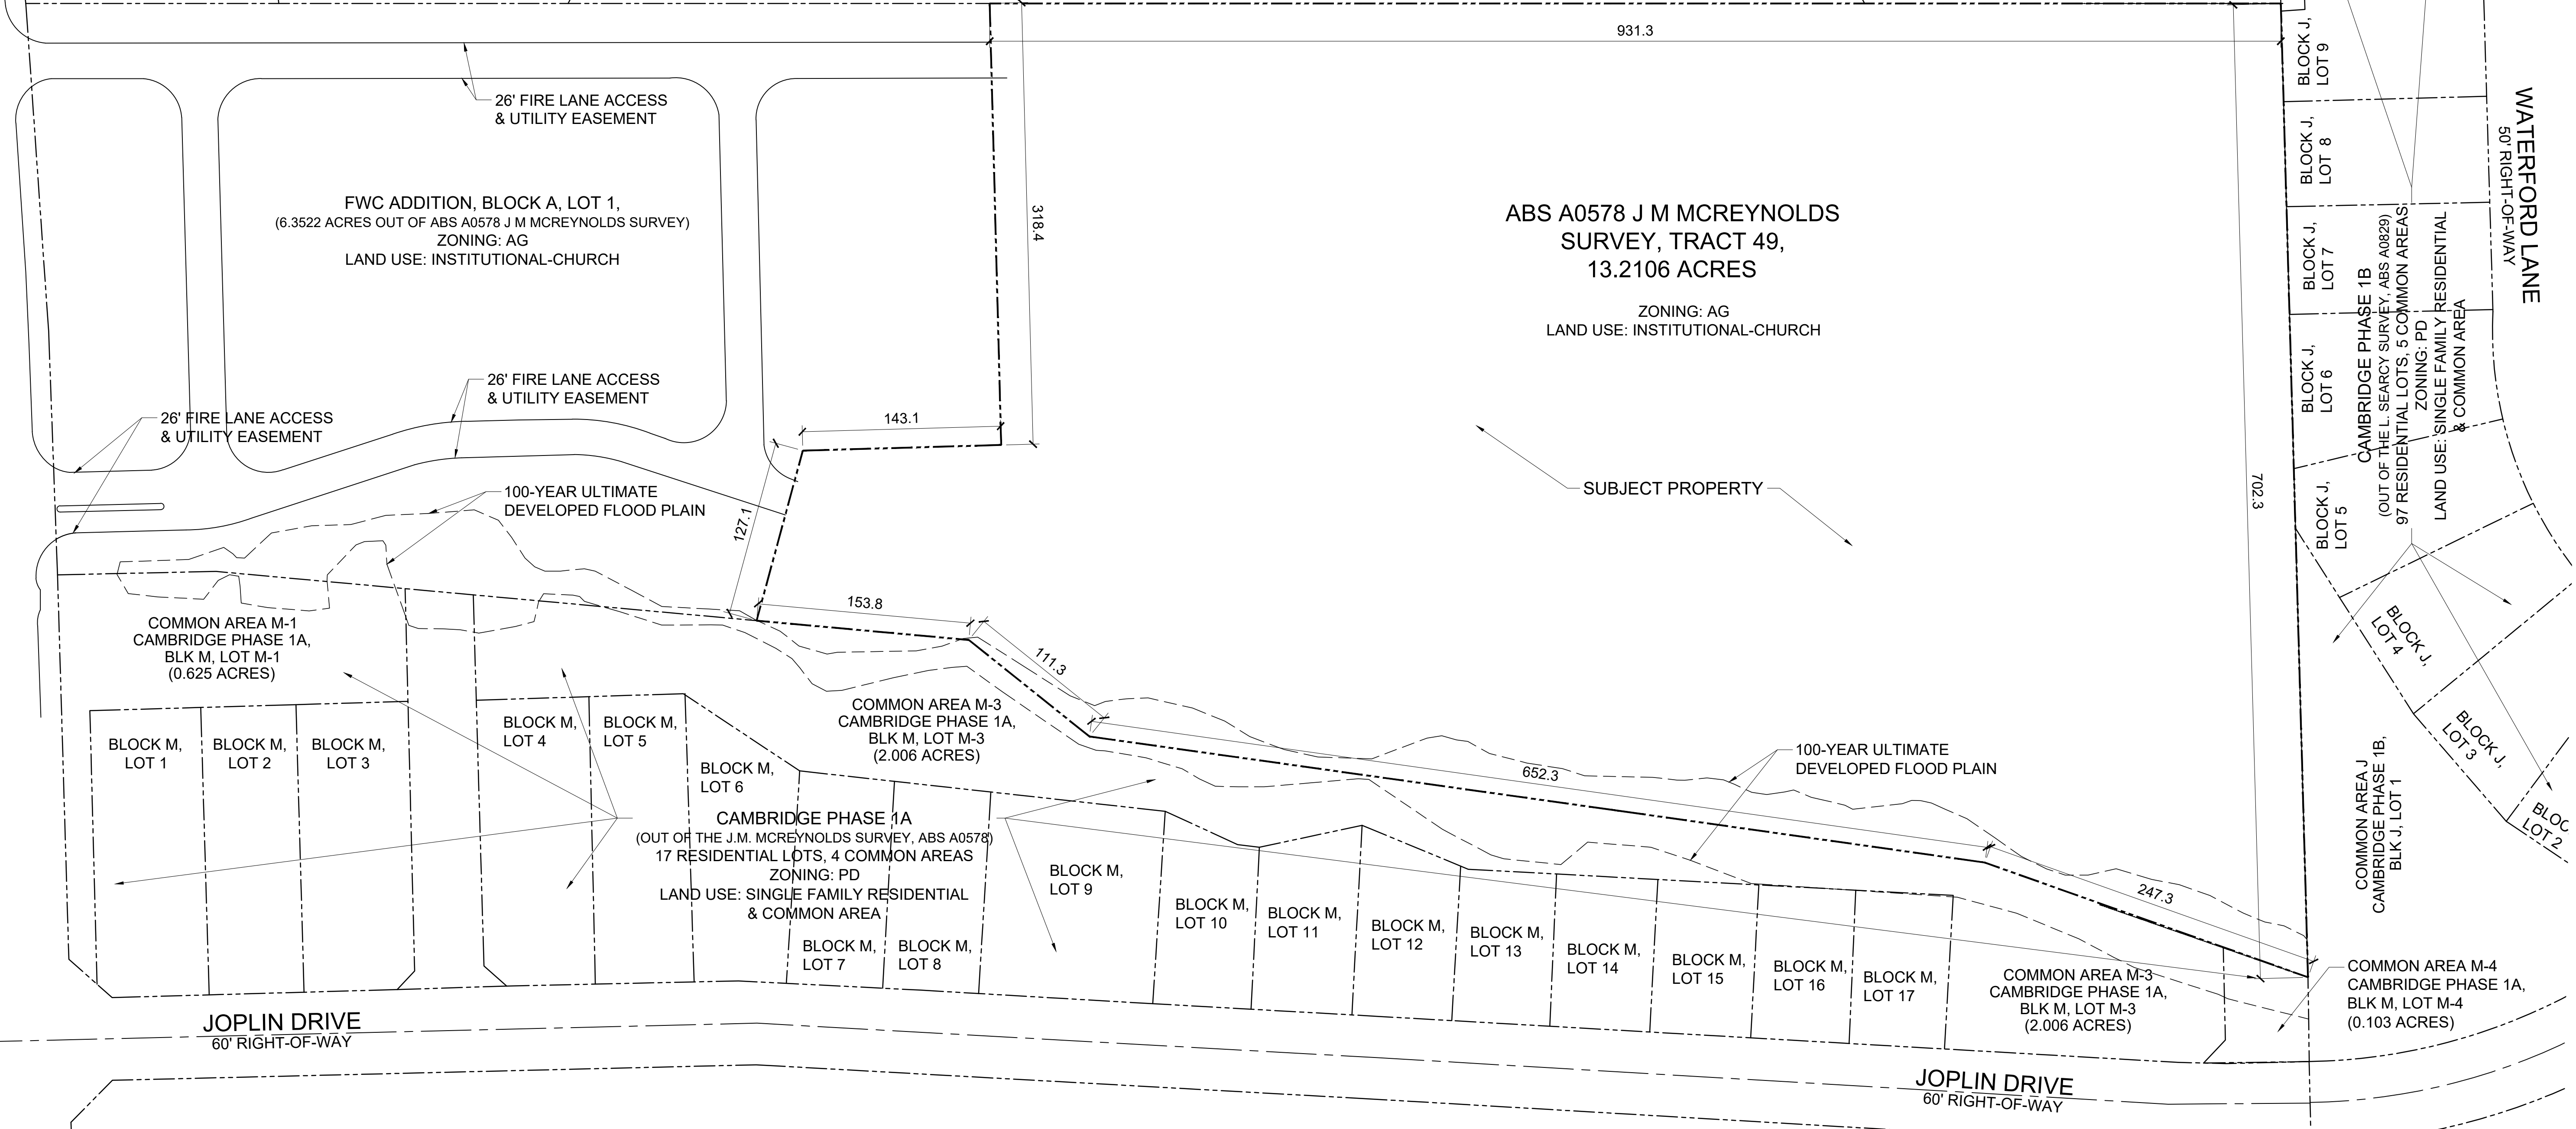 931.3
26' FIRE LANE ACCESS
& UTILITY EASEMENT
FWC ADDITION, BLOCK A, LOT 1,
(6.3522 ACRES OUT OF ABS A0578 J M MCREYNOLDS SURVEY)
ZONING: AG
LAND USE: INSTITUTIONAL-CHURCH
318.4
ABS A0578 J M MCREYNOLDS
SURVEY, TRACT 49,
13.2106 ACRES
ZONING: AG
LAND USE: INSTITUTIONAL-CHURCH
BLOCK J,
LOT 9
BLOCK J,
LOT 8
BLOCK J,
LOT 7
BLOCK J,
LOT 6
BLOCK J,
LOT 5
WATERFORD LANE
50' RIGHT-OF-WAY
CAMBRIDGE PHASE 1B
(OUT OF THE L. SEARCY SURVEY, ABS A0829)
97 RESIDENTIAL LOTS, 5 COMMON AREAS
ZONING: PD
LAND USE: SINGLE FAMILY RESIDENTIAL
& COMMON AREA
26' FIRE LANE ACCESS
& UTILITY EASEMENT
26' FIRE LANE ACCESS
& UTILITY EASEMENT
143.1
127.1
100-YEAR ULTIMATE
DEVELOPED FLOOD PLAIN
SUBJECT PROPERTY
702.3
153.8
111.3
COMMON AREA M-1
CAMBRIDGE PHASE 1A,
BLK M, LOT M-1
(0.625 ACRES)
BLOCK J,
LOT 4
BLOCK J,
LOT 3
BLOC
LOT 2
COMMON AREA M-3
CAMBRIDGE PHASE 1A,
BLK M, LOT M-3
(2.006 ACRES)
652.3
100-YEAR ULTIMATE
DEVELOPED FLOOD PLAIN
COMMON AREA J
CAMBRIDGE PHASE 1B,
BLK J, LOT 1
247.3
BLOCK M,
LOT 1
BLOCK M,
LOT 2
BLOCK M,
LOT 3
BLOCK M,
LOT 4
BLOCK M,
LOT 5
BLOCK M,
LOT 6
CAMBRIDGE PHASE 1A
(OUT OF THE J.M. MCREYNOLDS SURVEY, ABS A0578)
17 RESIDENTIAL LOTS, 4 COMMON AREAS
ZONING: PD
LAND USE: SINGLE FAMILY RESIDENTIAL
& COMMON AREA
BLOCK M,
LOT 7
BLOCK M,
LOT 8
BLOCK M,
LOT 9
BLOCK M,
LOT 10
BLOCK M,
LOT 11
BLOCK M,
LOT 12
BLOCK M,
LOT 13
BLOCK M,
LOT 14
BLOCK M,
LOT 15
BLOCK M,
LOT 16
BLOCK M,
LOT 17
COMMON AREA M-3
CAMBRIDGE PHASE 1A,
BLK M, LOT M-3
(2.006 ACRES)
COMMON AREA M-4
CAMBRIDGE PHASE 1A,
BLK M, LOT M-4
(0.103 ACRES)
JOPLIN DRIVE
60' RIGHT-OF-WAY
JOPLIN DRIVE
60' RIGHT-OF-WAY